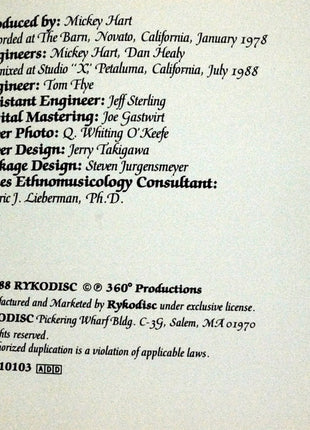 oduced by: Mickey Hart
orded at The Barn, Novato, California, January 1978
gineers: Mickey Hart, Dan Healy
mixed at Studio "X" Petaluma, California, July 1988
gineer: Tom Flye
istant Engineer: Jeff Sterling
ital Mastering: Joe Gastwirt
er Photo: Q. Whiting O'Keefe
er Design: Jerry Takigawa
kage Design: Steven Jurgensmeyer
es Ethnomusicology Consultant:
ric J. Lieberman, Ph.D.
88 RYKODISC ©℗ 360° Productions
ufactured and Marketed by Rykodisc under exclusive license.
ODISC Pickering Wharf Bldg. C-3G, Salem, MA 01970
ghts reserved.
thorized duplication is a violation of applicable laws.
10103 ADD